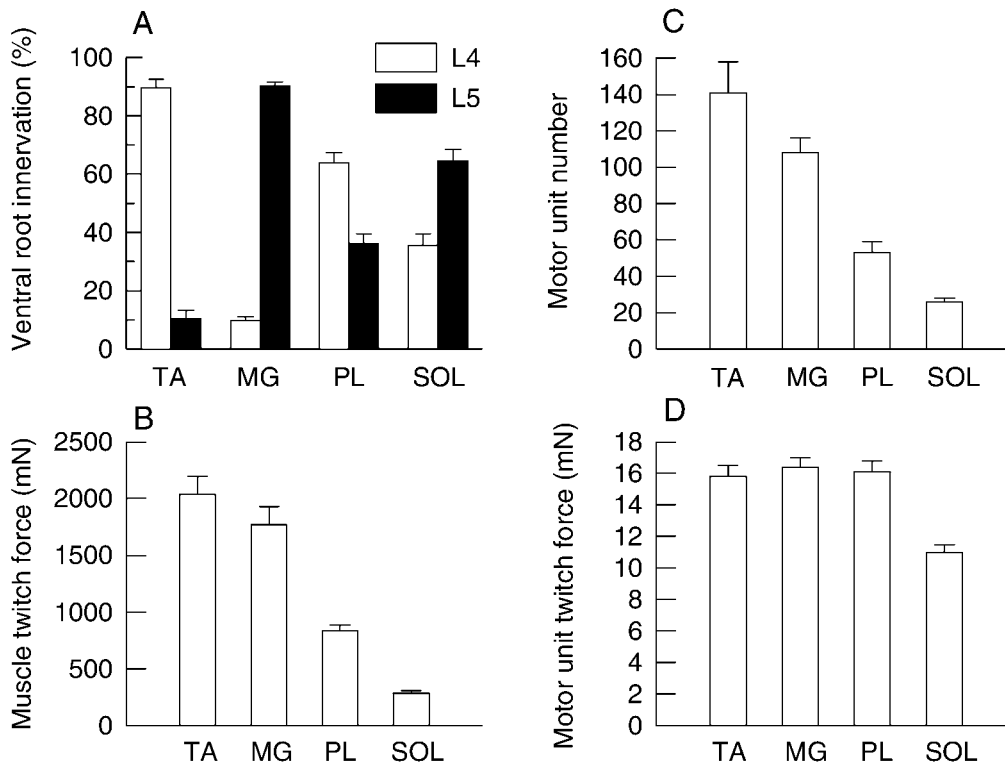 A
Ventral root innervation (%)
100
80
60
40
20
0
L4
L5
TA MG PL SOL
B
Muscle twitch force (mN)
2500
2000
1500
1000
500
0
TA MG PL SOL
C
Motor unit number
160
140
120
100
80
60
40
20
0
TA MG PL SOL
D
Motor unit twitch force (mN)
18
16
14
12
10
8
6
4
2
0
TA MG PL SOL